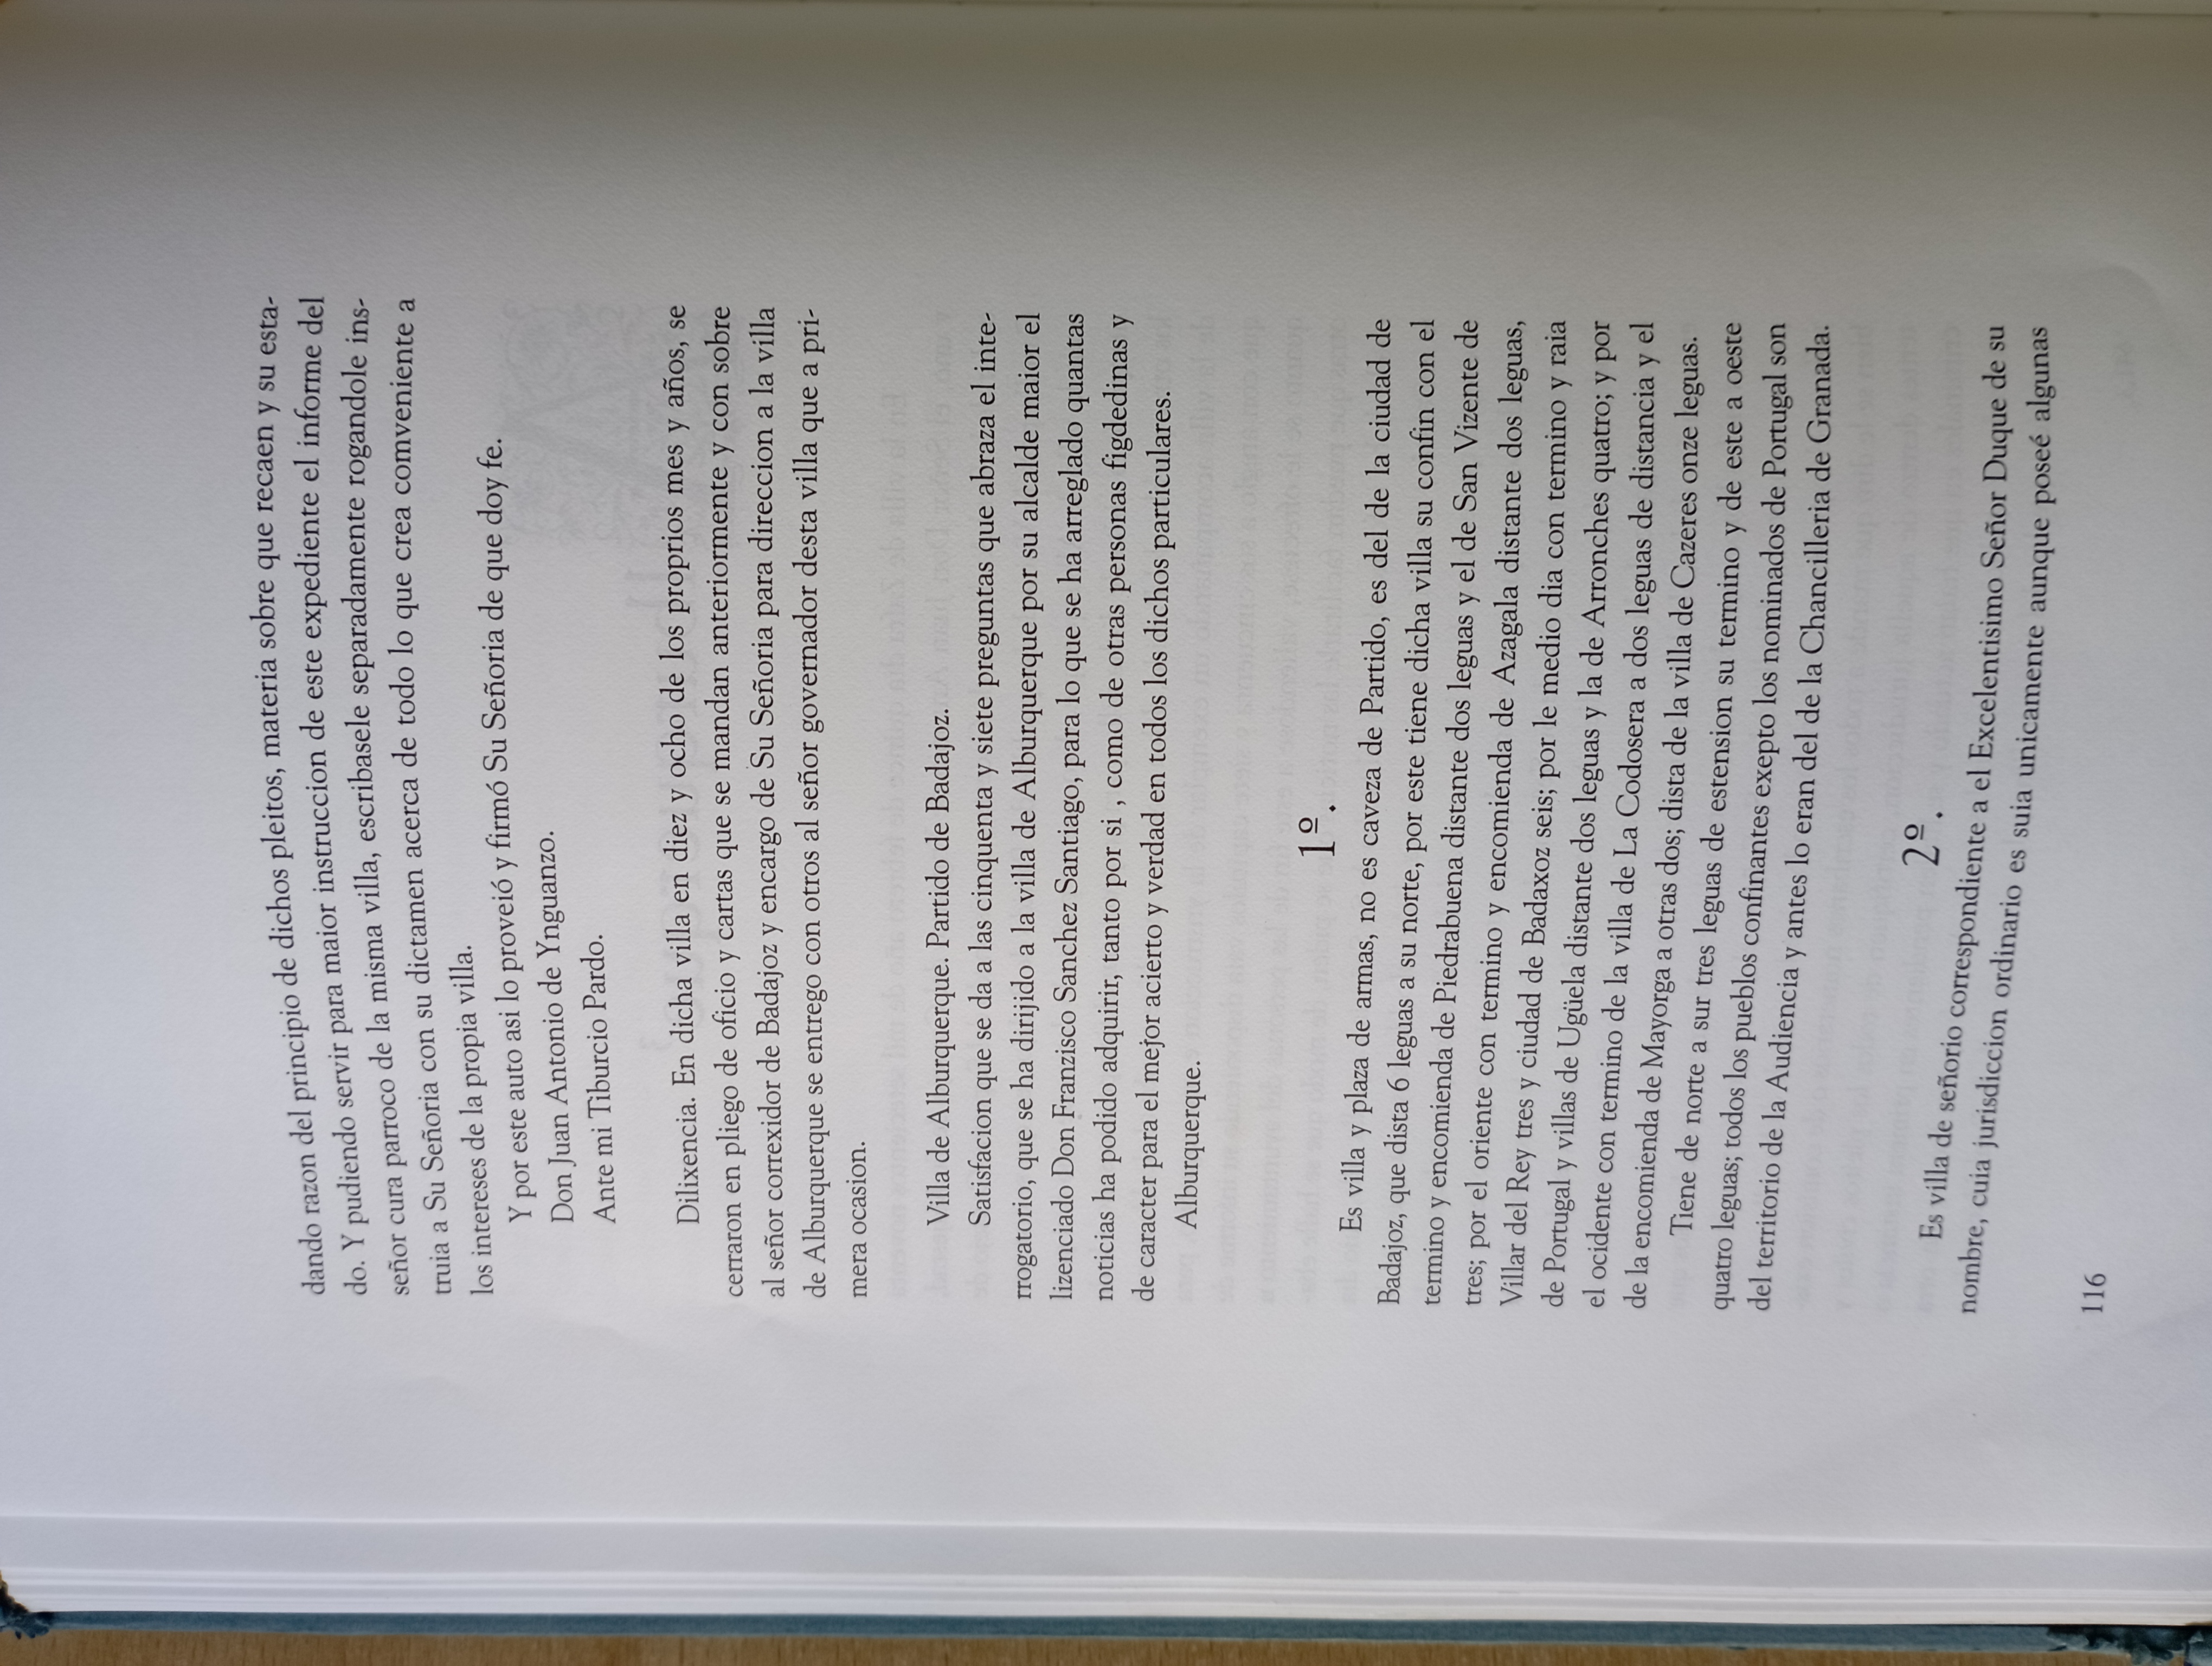 dando razon del principio de dichos pleitos, materia sobre que recaen y su esta-
do. Y pudiendo servir para maior instruccion de este expediente el informe del
señor cura parroco de la misma villa, escribasele separadamente rogandole ins-
truia a Su Señoria con su dictamen acerca de todo lo que crea comveniente a
los intereses de la propia villa.
Y por este auto asi lo proveió y firmó Su Señoria de que doy fe.
Don Juan Antonio de Ynguanzo.
Ante mi Tiburcio Pardo.
Dilixencia. En dicha villa en diez y ocho de los proprios mes y años, se
cerraron en pliego de oficio y cartas que se mandan anteriormente y con sobre
al señor correxidor de Badajoz y encargo de Su Señoria para direccion a la villa
de Alburquerque se entrego con otros al señor governador desta villa que a pri-
mera ocasion.
Villa de Alburquerque. Partido de Badajoz.
Satisfacion que se da a las cinquenta y siete preguntas que abraza el inte-
rrogatorio, que se ha dirijido a la villa de Alburquerque por su alcalde maior el
lizenciado Don Franzisco Sanchez Santiago, para lo que se ha arreglado quantas
noticias ha podido adquirir, tanto por si , como de otras personas figdedinas y
de caracter para el mejor acierto y verdad en todos los dichos particulares.
Alburquerque.
1º.
Es villa y plaza de armas, no es caveza de Partido, es del de la ciudad de
Badajoz, que dista 6 leguas a su norte, por este tiene dicha villa su confin con el
termino y encomienda de Piedrabuena distante dos leguas y el de San Vizente de
tres; por el oriente con termino y encomienda de Azagala distante dos leguas,
Villar del Rey tres y ciudad de Badaxoz seis; por le medio dia con termino y raia
de Portugal y villas de Ugüela distante dos leguas y la de Arronches quatro; y por
el ocidente con termino de la villa de La Codosera a dos leguas de distancia y el
de la encomienda de Mayorga a otras dos; dista de la villa de Cazeres onze leguas.
Tiene de norte a sur tres leguas de estension su termino y de este a oeste
quatro leguas; todos los pueblos confinantes exepto los nominados de Portugal son
del territorio de la Audiencia y antes lo eran del de la Chancilleria de Granada.
2º.
Es villa de señorio correspondiente a el Excelentisimo Señor Duque de su
nombre, cuia jurisdiccion ordinario es suia unicamente aunque poseé algunas
116